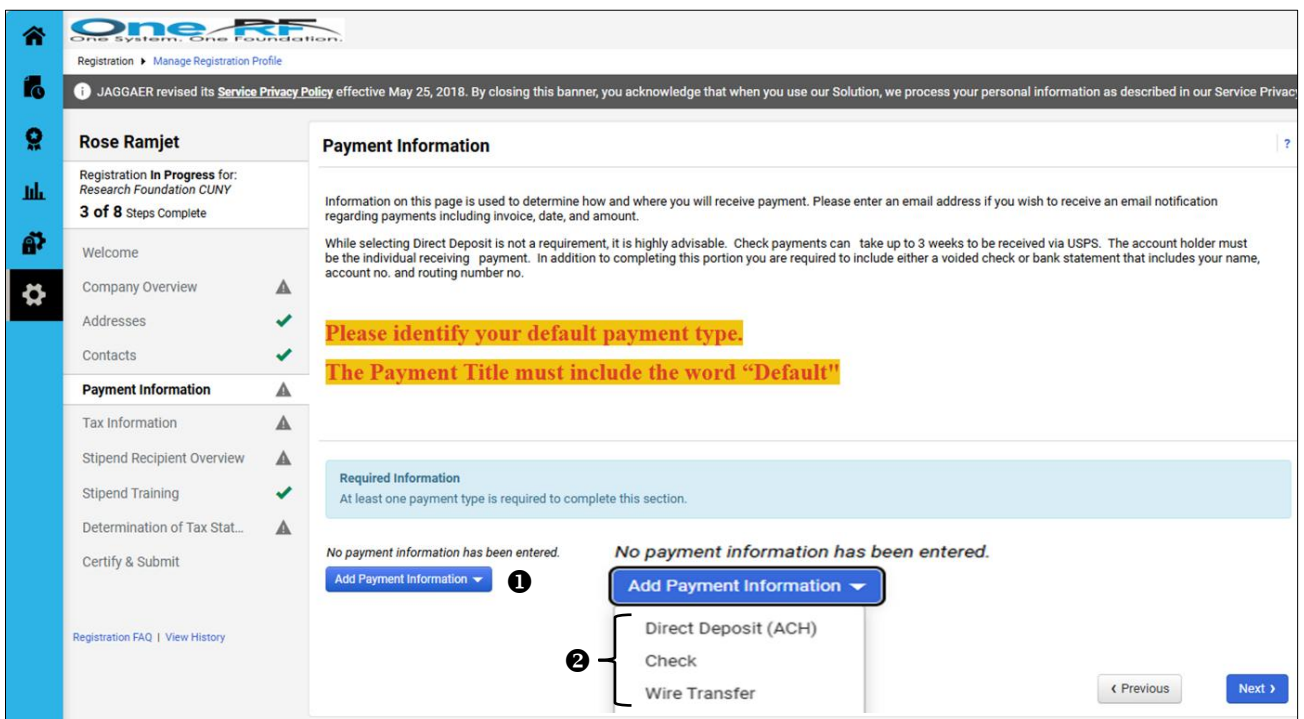 One RF
One System. One Foundation.
Registration ▸ Manage Registration Profile
i JAGGAER revised its Service Privacy Policy effective May 25, 2018. By closing this banner, you acknowledge that when you use our Solution, we process your personal information as described in our Service Privac
Rose Ramjet
Registration In Progress for:
Research Foundation CUNY
3 of 8 Steps Complete
Welcome
Company Overview
Addresses
Contacts
Payment Information
Tax Information
Stipend Recipient Overview
Stipend Training
Determination of Tax Stat...
Certify & Submit
Registration FAQ | View History
Payment Information
?
Information on this page is used to determine how and where you will receive payment. Please enter an email address if you wish to receive an email notification
regarding payments including invoice, date, and amount.
While selecting Direct Deposit is not a requirement, it is highly advisable. Check payments can take up to 3 weeks to be received via USPS. The account holder must
be the individual receiving payment. In addition to completing this portion you are required to include either a voided check or bank statement that includes your name,
account no. and routing number no.
Please identify your default payment type.
The Payment Title must include the word “Default"
Required Information
At least one payment type is required to complete this section.
No payment information has been entered.
Add Payment Information
❶
No payment information has been entered.
Add Payment Information
❷
Direct Deposit (ACH)
Check
Wire Transfer
‹ Previous
Next ›